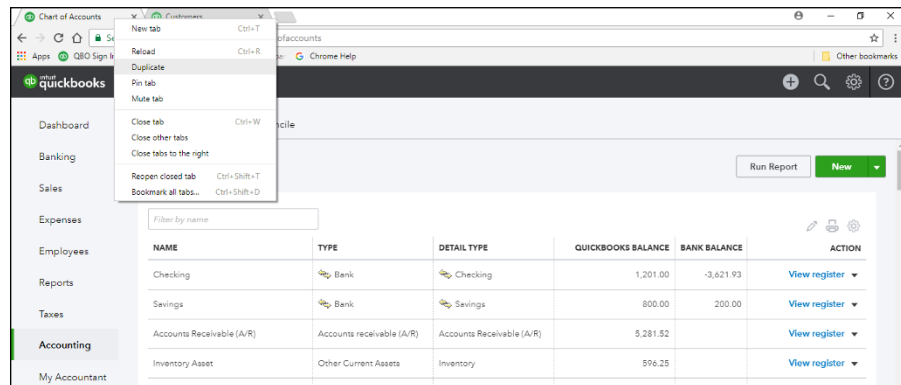 Chart of Accounts
Customers
Apps QBO Sign I
ofaccounts
G Chrome Help
Other bookmarks
New tab Ctrl+T
Reload Ctrl+R
Duplicate
Pin tab
Mute tab
Close tab Ctrl+W
Close other tabs
Close tabs to the right
Reopen closed tab Ctrl+Shift+T
Bookmark all tabs... Ctrl+Shift+D
qb intuit quickbooks
Dashboard
Banking
Sales
Expenses
Employees
Reports
Taxes
Accounting
My Accountant
ncile
Run Report
New
Filter by name
NAME TYPE DETAIL TYPE QUICKBOOKS BALANCE BANK BALANCE ACTION
Checking Bank Checking 1,201.00 -3,621.93 View register
Savings Bank Savings 800.00 200.00 View register
Accounts Receivable (A/R) Accounts receivable (A/R) Accounts Receivable (A/R) 5,281.52 View register
Inventory Asset Other Current Assets Inventory 596.25 View register